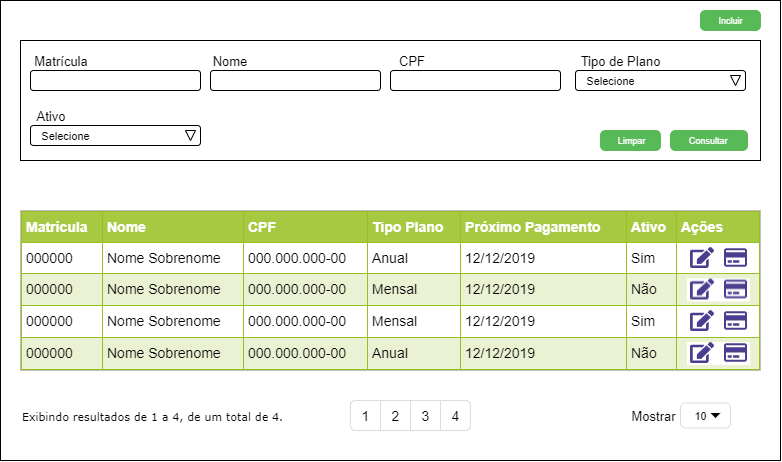 Incluir
Matrícula Nome CPF Tipo de Plano
Selecione
Ativo
Selecione
Limpar Consultar
Matrícula Nome CPF Tipo Plano Próximo Pagamento Ativo Ações
000000 Nome Sobrenome 000.000.000-00 Anual 12/12/2019 Sim
000000 Nome Sobrenome 000.000.000-00 Mensal 12/12/2019 Não
000000 Nome Sobrenome 000.000.000-00 Mensal 12/12/2019 Sim
000000 Nome Sobrenome 000.000.000-00 Anual 12/12/2019 Não
Exibindo resultados de 1 a 4, de um total de 4. 1 2 3 4 Mostrar 10